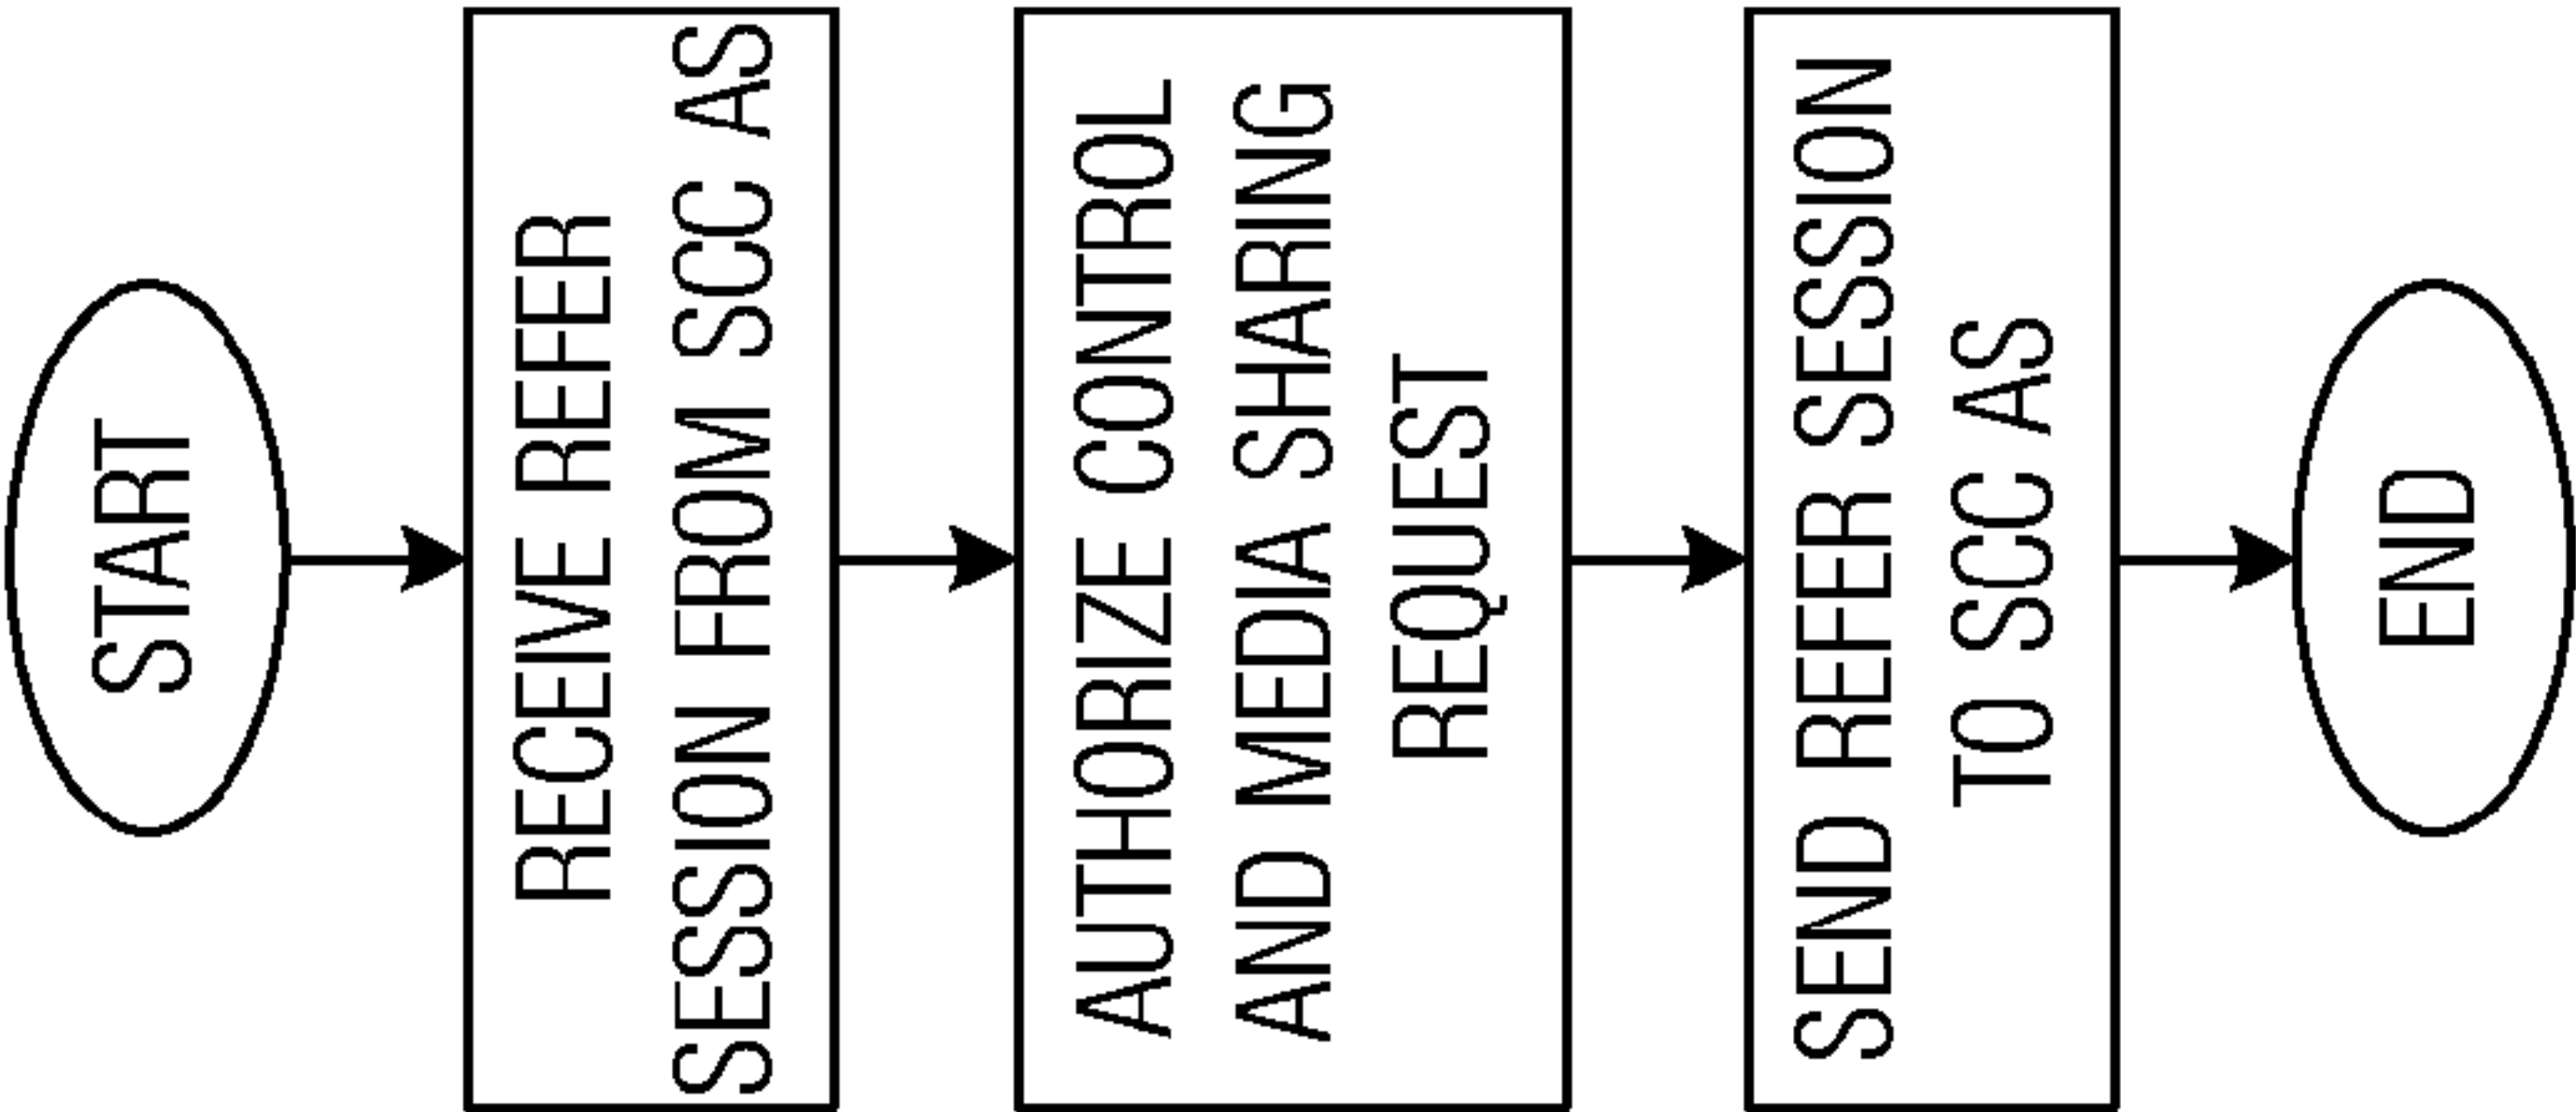 START
RECEIVE REFER
SESSION FROM SCC AS
AUTHORIZE CONTROL
AND MEDIA SHARING
REQUEST
SEND REFER SESSION
TO SCC AS
END